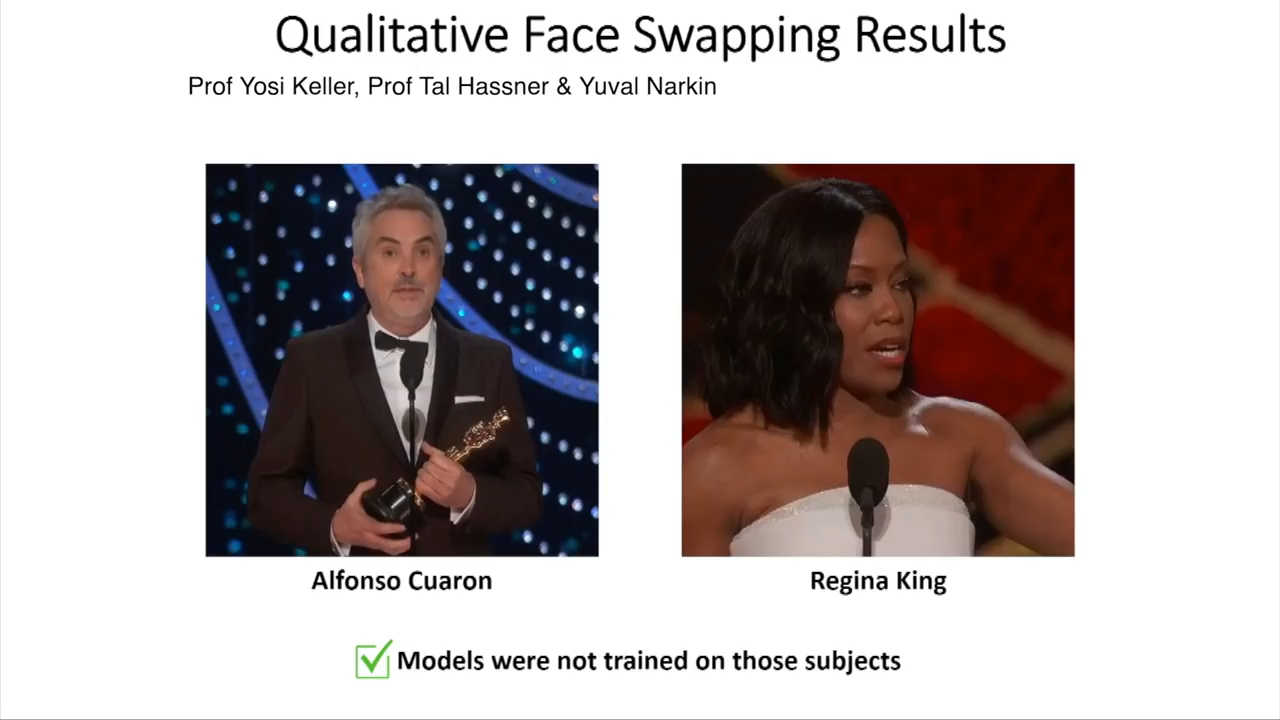 Qualitative Face Swapping Results
Prof Yosi Keller, Prof Tal Hassner & Yuval Narkin
Alfonso Cuaron
Regina King
Models were not trained on those subjects